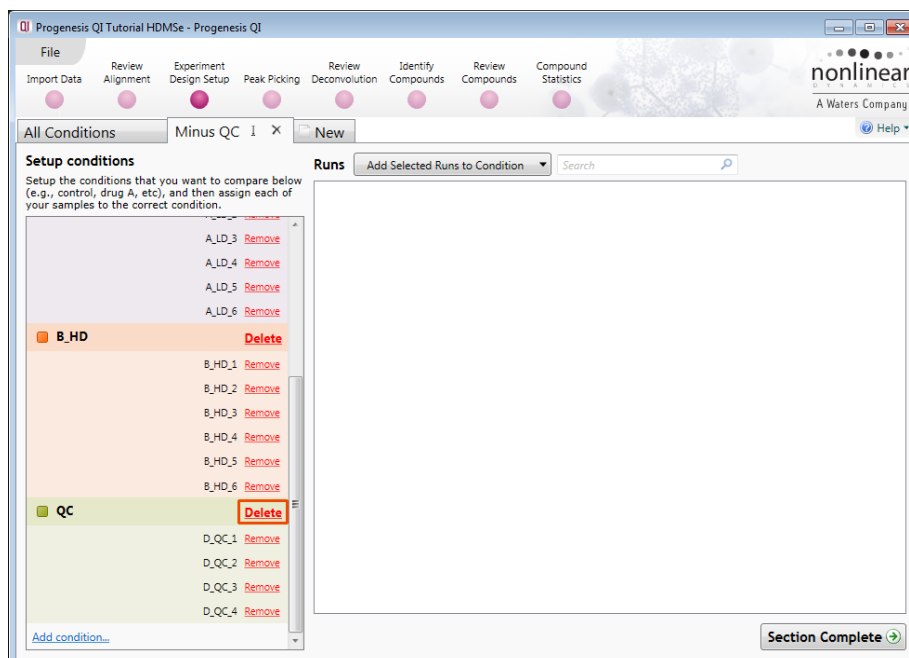 QI Progenesis QI Tutorial HDMSe - Progenesis QI
File
Import Data
Review Alignment
Experiment Design Setup
Peak Picking
Review Deconvolution
Identify Compounds
Review Compounds
Compound Statistics
nonlinear
DYNAMICS
A Waters Company
All Conditions
Minus QC
New
Help
Setup conditions
Setup the conditions that you want to compare below
(e.g., control, drug A, etc), and then assign each of
your samples to the correct condition.
Runs
Add Selected Runs to Condition
Search
A_LD_3 Remove
A_LD_4 Remove
A_LD_5 Remove
A_LD_6 Remove
B_HD Delete
B_HD_1 Remove
B_HD_2 Remove
B_HD_3 Remove
B_HD_4 Remove
B_HD_5 Remove
B_HD_6 Remove
QC Delete
D_QC_1 Remove
D_QC_2 Remove
D_QC_3 Remove
D_QC_4 Remove
Add condition...
Section Complete